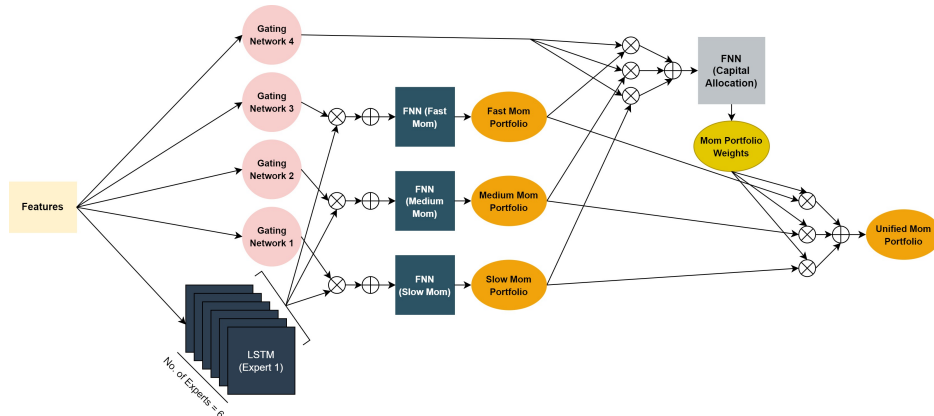 Gating
Network 4
Gating
Network 3
Gating
Network 2
Gating
Network 1
Features
LSTM
(Expert 1)
No. of Experts = 6
FNN (Fast
Mom)
FNN
(Medium
Mom)
FNN
(Slow Mom)
Fast Mom
Portfolio
Medium Mom
Portfolio
Slow Mom
Portfolio
FNN
(Capital
Allocation)
Mom Portfolio
Weights
Unified Mom
Portfolio